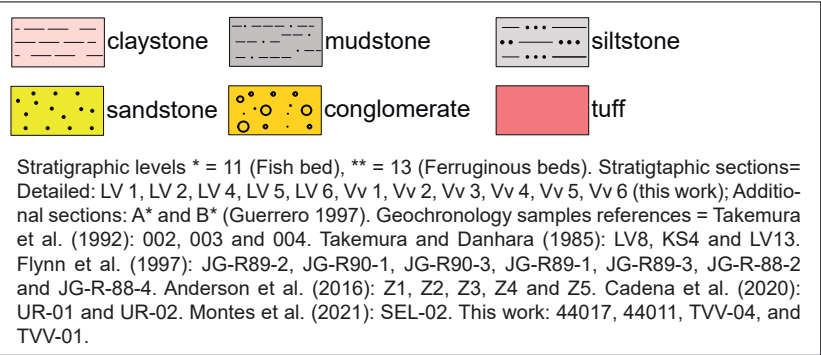 claystone mudstone siltstone
sandstone conglomerate tuff
Stratigraphic levels * = 11 (Fish bed), ** = 13 (Ferruginous beds). Stratigtaphic sections=
Detailed: LV 1, LV 2, LV 4, LV 5, LV 6, Vv 1, Vv 2, Vv 3, Vv 4, Vv 5, Vv 6 (this work); Additio-
nal sections: A* and B* (Guerrero 1997). Geochronology samples references = Takemura
et al. (1992): 002, 003 and 004. Takemura and Danhara (1985): LV8, KS4 and LV13.
Flynn et al. (1997): JG-R89-2, JG-R90-1, JG-R90-3, JG-R89-1, JG-R89-3, JG-R-88-2
and JG-R-88-4. Anderson et al. (2016): Z1, Z2, Z3, Z4 and Z5. Cadena et al. (2020):
UR-01 and UR-02. Montes et al. (2021): SEL-02. This work: 44017, 44011, TVV-04, and
TVV-01.